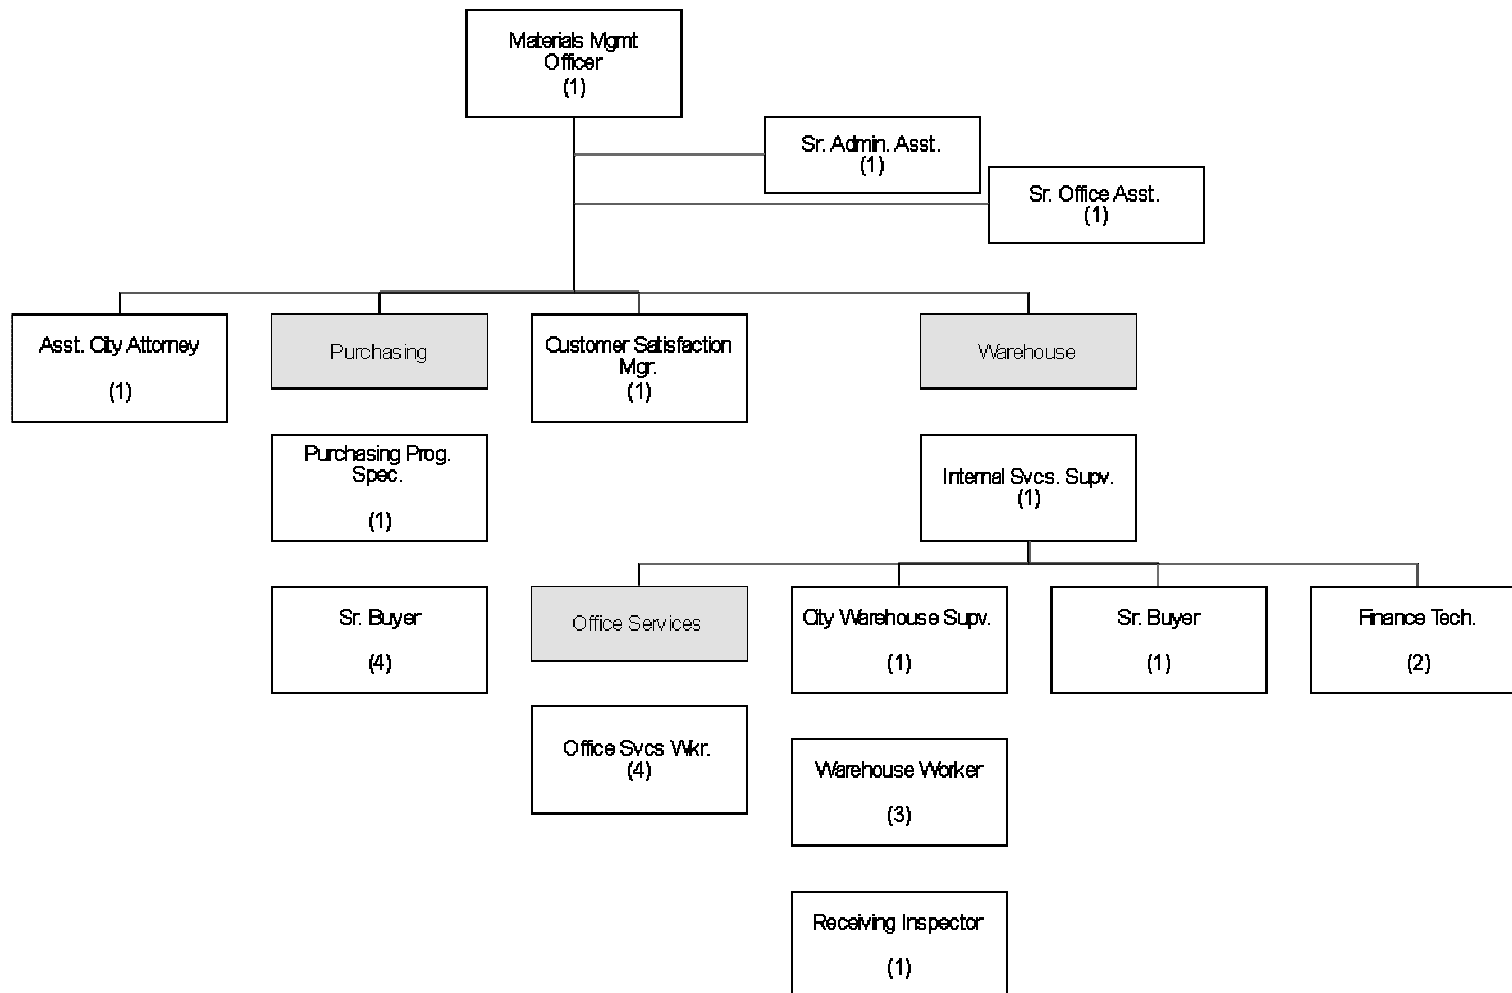 Materials Mgmt
Officer
(1)
Sr. Admin. Asst.
(1)
Sr. Office Asst.
(1)
Asst. City Attorney
(1)
Purchasing
Customer Satisfaction
Mgr.
(1)
Warehouse
Purchasing Prog.
Spec.
(1)
Internal Svcs. Supv.
(1)
Sr. Buyer
(4)
Office Services
City Warehouse Supv.
(1)
Sr. Buyer
(1)
Finance Tech.
(2)
Office Svcs Wkr.
(4)
Warehouse Worker
(3)
Receiving Inspector
(1)